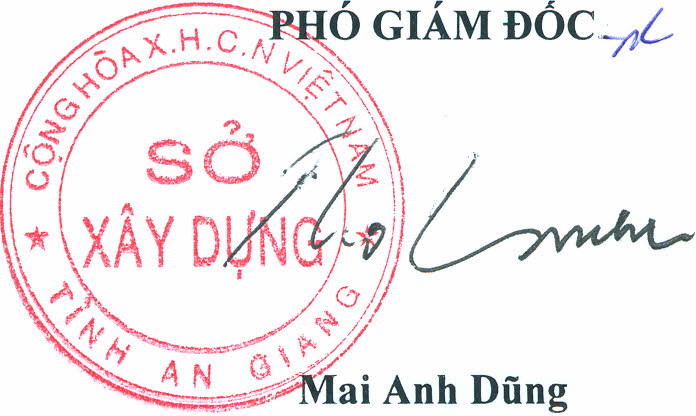 PHÓ GIÁM ĐỐC
CỘNG HÒA X.H.C.N VIỆT NAM
SỞ
XÂY DỰNG
TỈNH AN GIANG
Mai Anh Dũng